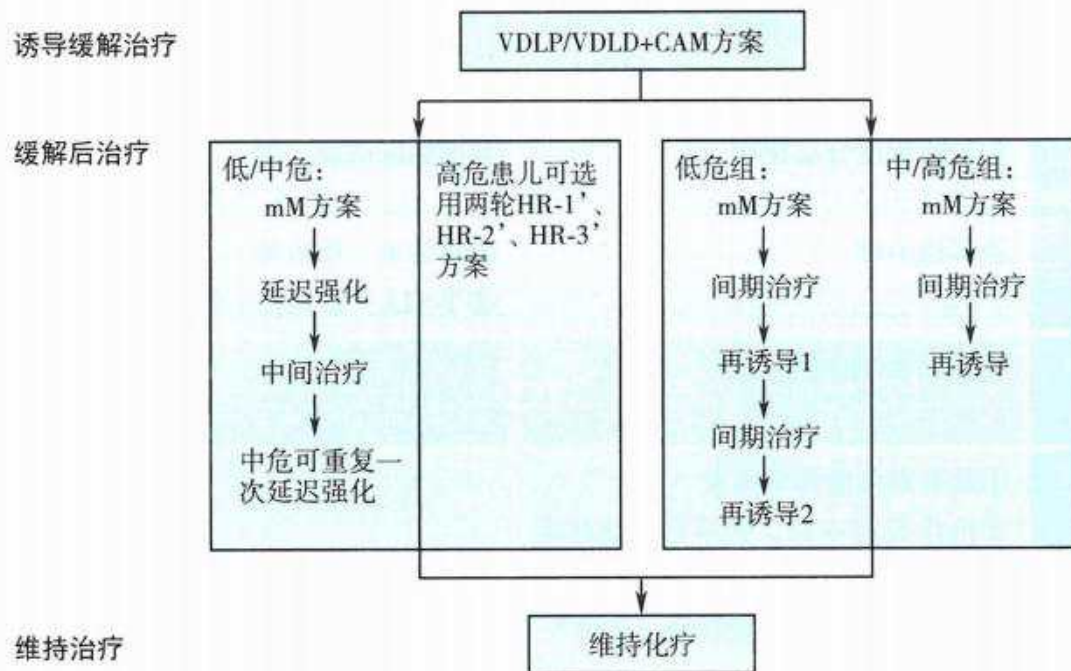 诱导缓解治疗
VDLP/VDLD+CAM方案
缓解后治疗
低/中危：
mM方案
延迟强化
中间治疗
中危可重复一
次延迟强化
高危患儿可选
用两轮HR-1’、
HR-2’、HR-3’
方案
低危组：
mM方案
间期治疗
再诱导1
间期治疗
再诱导2
中/高危组：
mM方案
间期治疗
再诱导
维持治疗
维持化疗